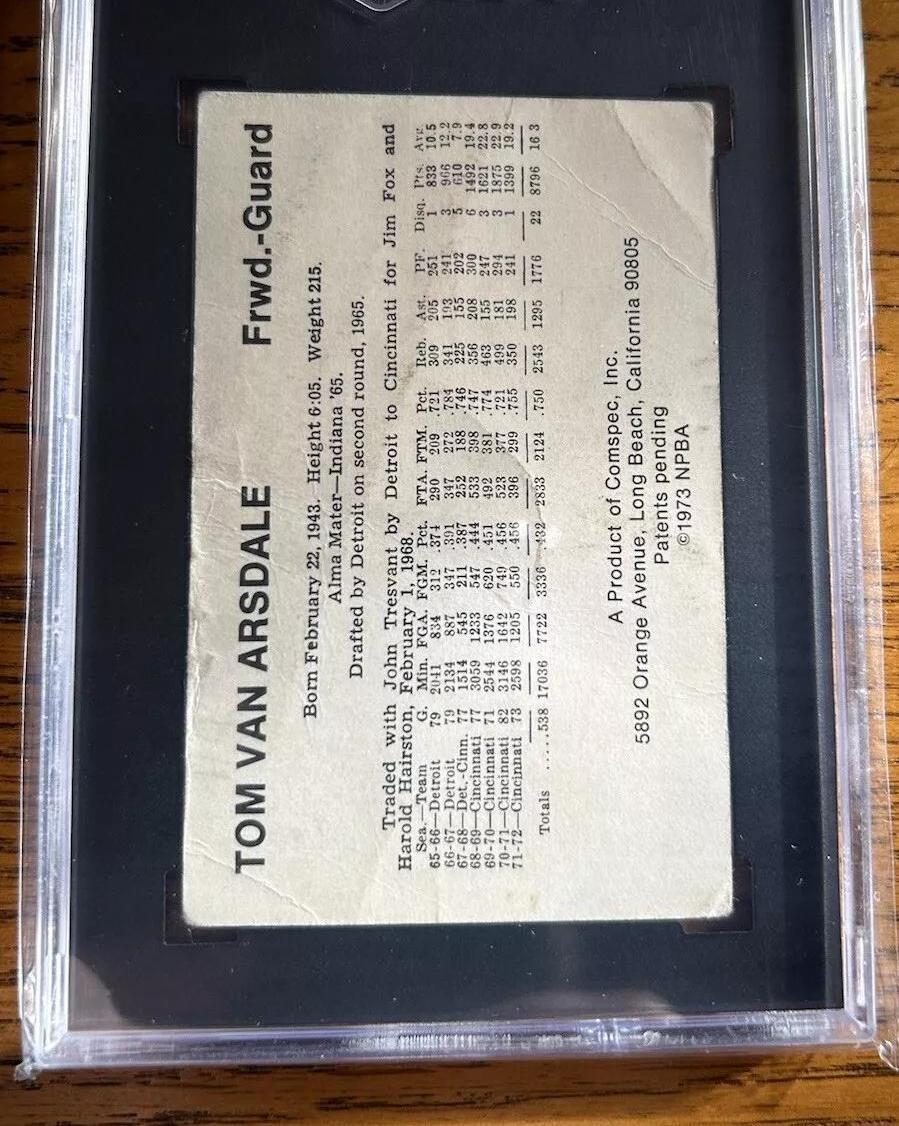 TOM VAN ARSDALE Frwd.-Guard
Born February 22, 1943. Height 6:05. Weight 215.
Alma Mater—Indiana '65.
Drafted by Detroit on second round, 1965.
Traded with John Tresvant by Detroit to Cincinnati for Jim Fox and
Harold Hairston, February 1, 1968.
Sea.—Team G. Min. FGA. FGM. Pct. FTA. FTM. Pct. Reb. Ast. PF. Disq. Pts. Avg.
65-66—Detroit 79 2041 834 312 .374 290 209 .721 309 205 251 1 833 10.5
66-67—Detroit 79 2134 887 347 .391 347 272 .784 341 193 241 3 966 12.2
67-68—Det.-Cinn. 77 1514 545 211 .387 252 188 .746 225 155 202 5 610 7.9
68-69—Cincinnati 77 3059 1233 547 .444 533 398 .747 356 208 300 6 1492 19.4
69-70—Cincinnati 71 2544 1376 620 .451 492 381 .774 463 155 247 3 1621 22.8
70-71—Cincinnati 82 3146 1642 749 .456 523 377 .721 499 181 294 3 1875 22.9
71-72—Cincinnati 73 2598 1205 550 .456 396 299 .755 350 198 241 1 1399 19.2
Totals .....538 17036 7722 3336 .432 2833 2124 .750 2543 1295 1776 22 8796 16 3
A Product of Comspec, Inc.
5892 Orange Avenue, Long Beach, California 90805
Patents pending
©1973 NPBA